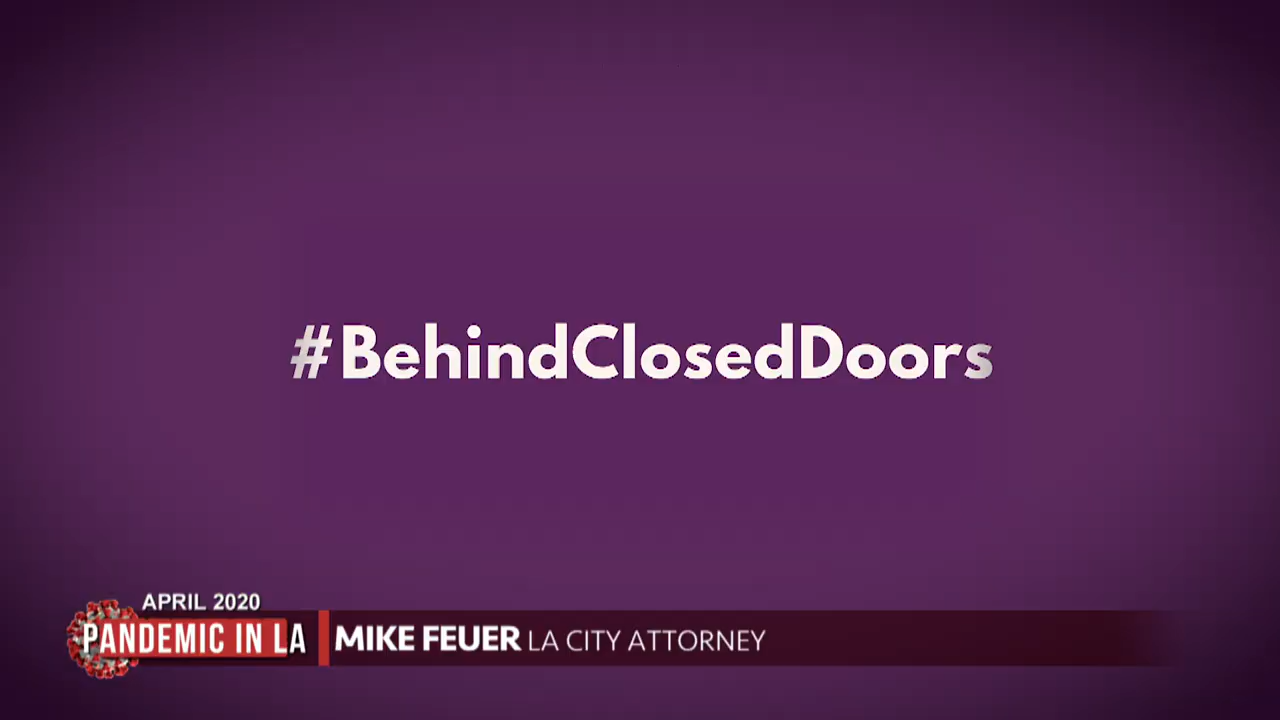 #BehindClosedDoors
APRIL 2020
PANDEMIC IN LA
MIKE FEUER LA CITY ATTORNEY